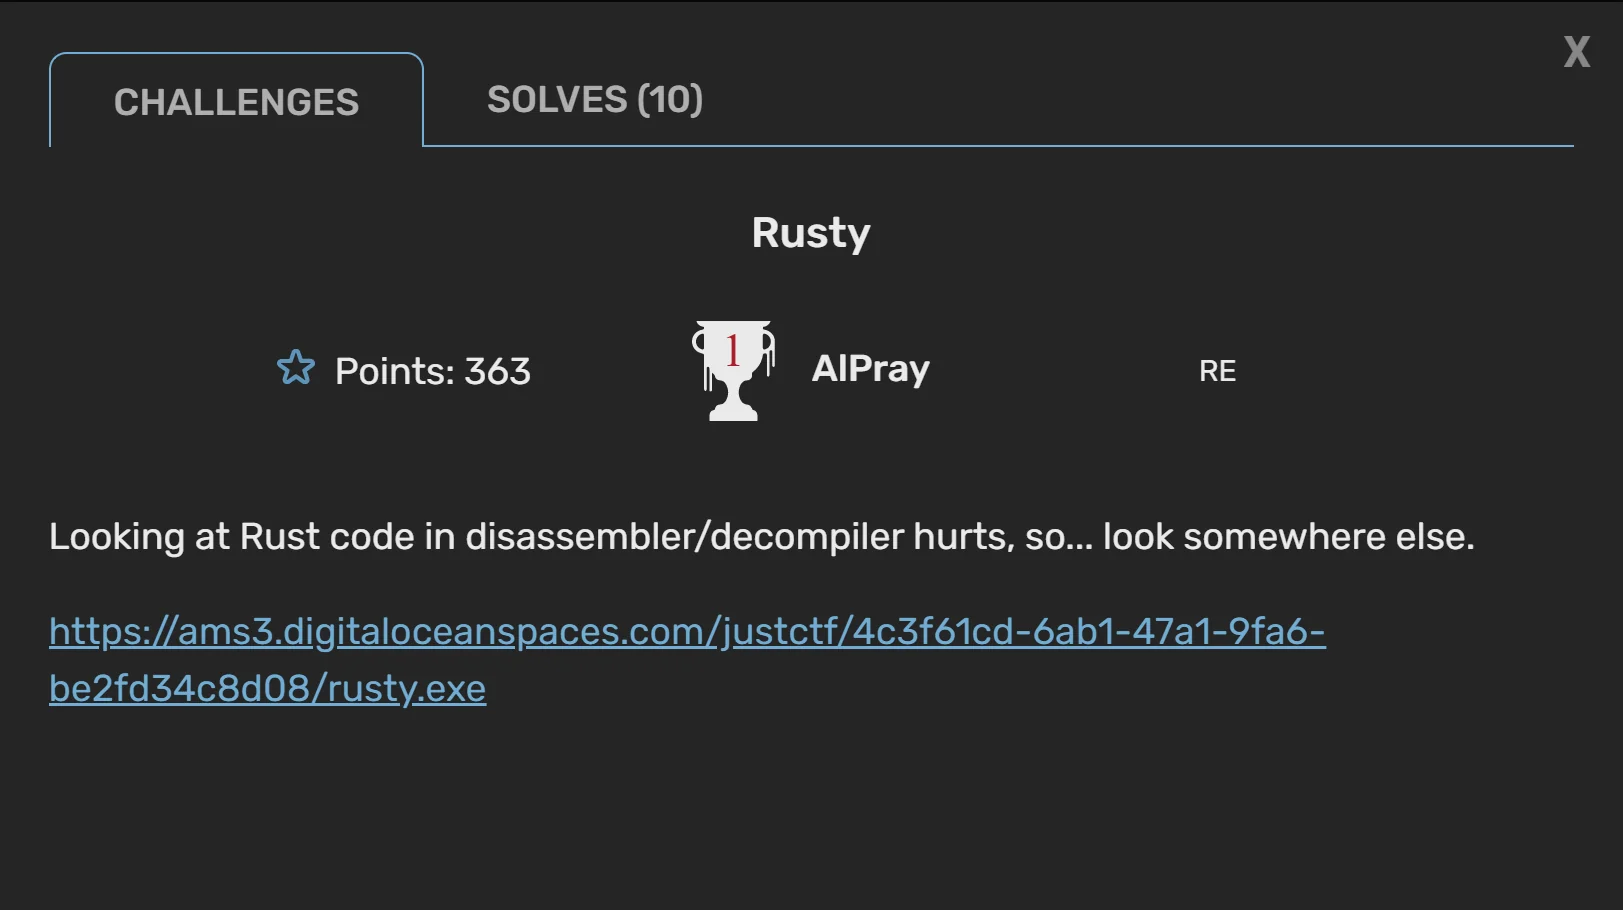 X
CHALLENGES
SOLVES (10)
Rusty
Points: 363
1
AlPray
RE
Looking at Rust code in disassembler/decompiler hurts, so... look somewhere else.
https://ams3.digitaloceanspaces.com/justctf/4c3f61cd-6ab1-47a1-9fa6-
be2fd34c8d08/rusty.exe